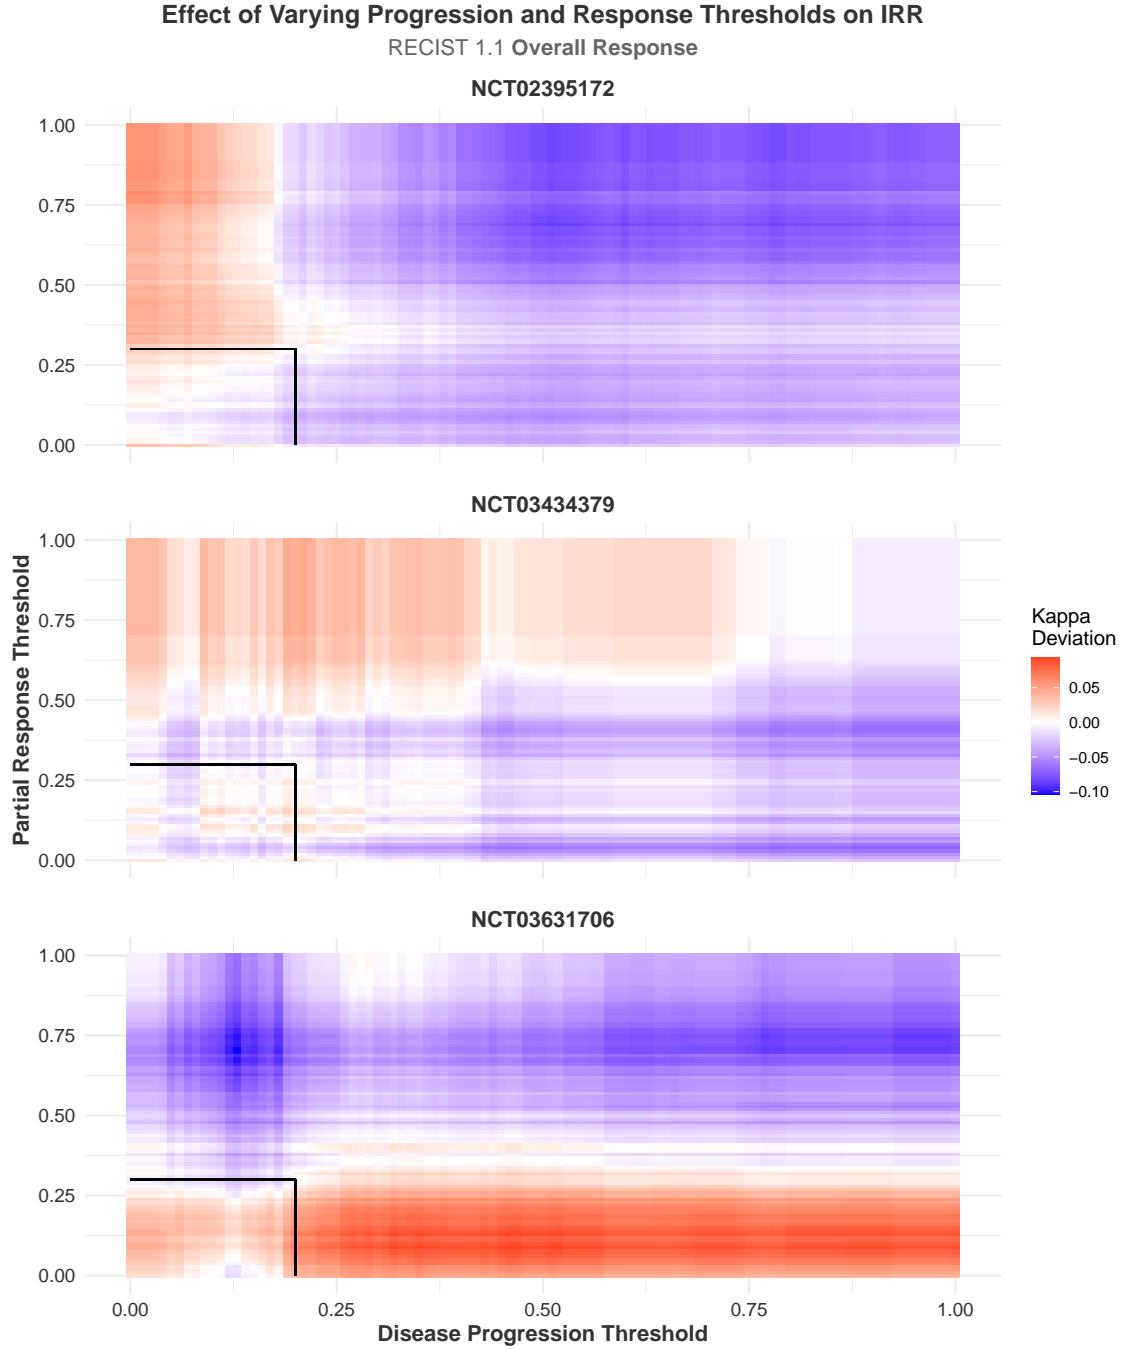 Effect of Varying Progression and Response Thresholds on IRR
RECIST 1.1 Overall Response
NCT02395172
1.00
0.75
0.50
0.25
0.00
NCT03434379
1.00
0.75
0.50
0.25
0.00
Partial Response Threshold
Kappa
Deviation
0.05
0.00
−0.05
−0.10
NCT03631706
1.00
0.75
0.50
0.25
0.00
0.00 0.25 0.50 0.75 1.00
Disease Progression Threshold